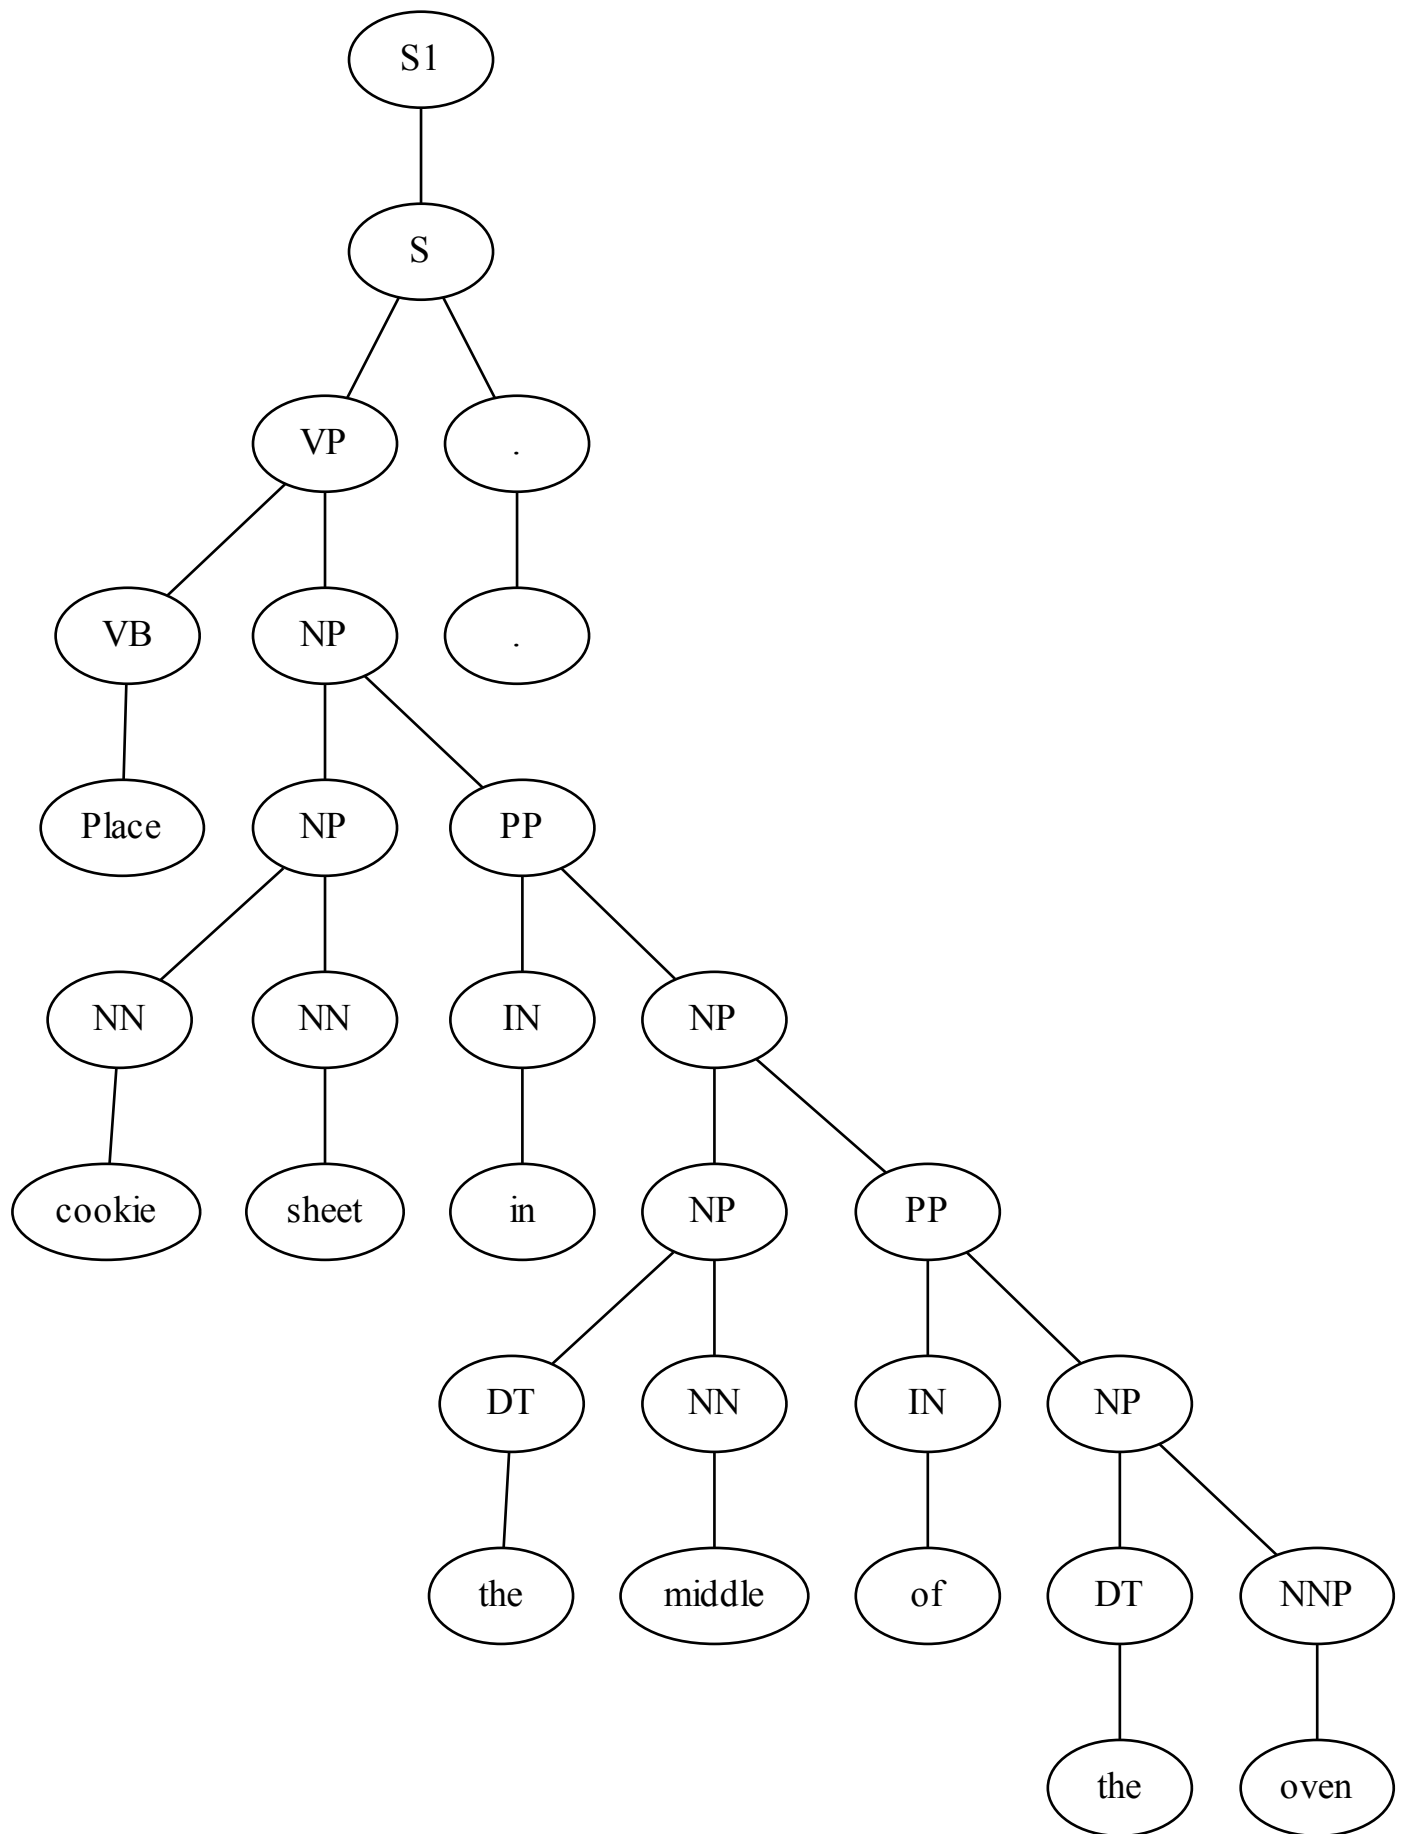 S1
S
VP .
VB NP .
Place NP PP
NN NN IN NP
cookie sheet in NP PP
DT NN IN NP
the middle of DT NNP
the oven